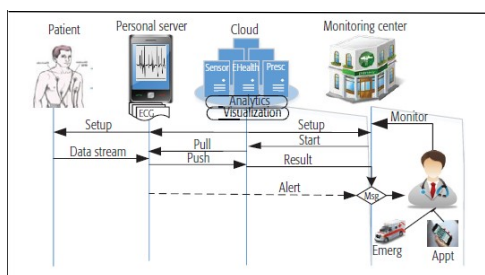 Patient
Personal server
Cloud
Monitoring center
Sensor
EHealth
Presc
ECG
Analytics
Visualization
Monitor
Setup
Setup
Start
Data stream
Pull
Push
Result
Alert
Msg
Emerg
Appt